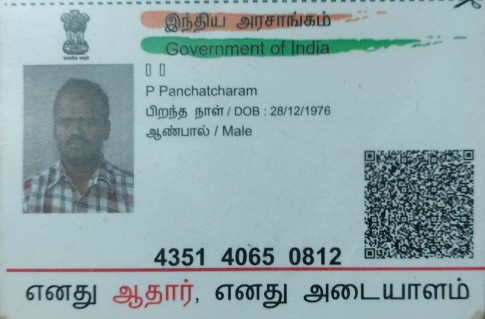 இந்திய அரசாங்கம்
Government of India
P Panchatcharam
பிறந்த நாள் / DOB : 28/12/1976
ஆண்பால் / Male
4351 4065 0812
எனது ஆதார், எனது அடையாளம்